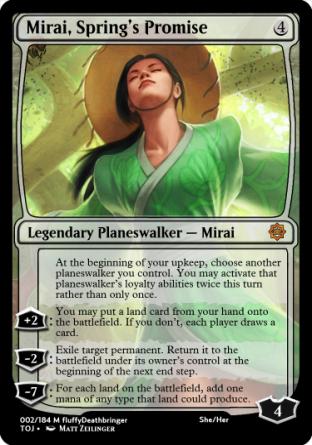 Mirai, Spring's Promise 4
Legendary Planeswalker — Mirai
At the beginning of your upkeep, choose another
planeswalker you control. You may activate that
planeswalker's loyalty abilities twice this turn
rather than only once.
+2 You may put a land card from your hand onto
the battlefield. If you don't, each player draws a
card.
-2 Exile target permanent. Return it to the
battlefield under its owner's control at the
beginning of the next end step.
-7 For each land on the battlefield, add one
mana of any type that land could produce.
4
002/184 M fluffyDeathbringer She/Her
TOJ • Matt Zeilinger